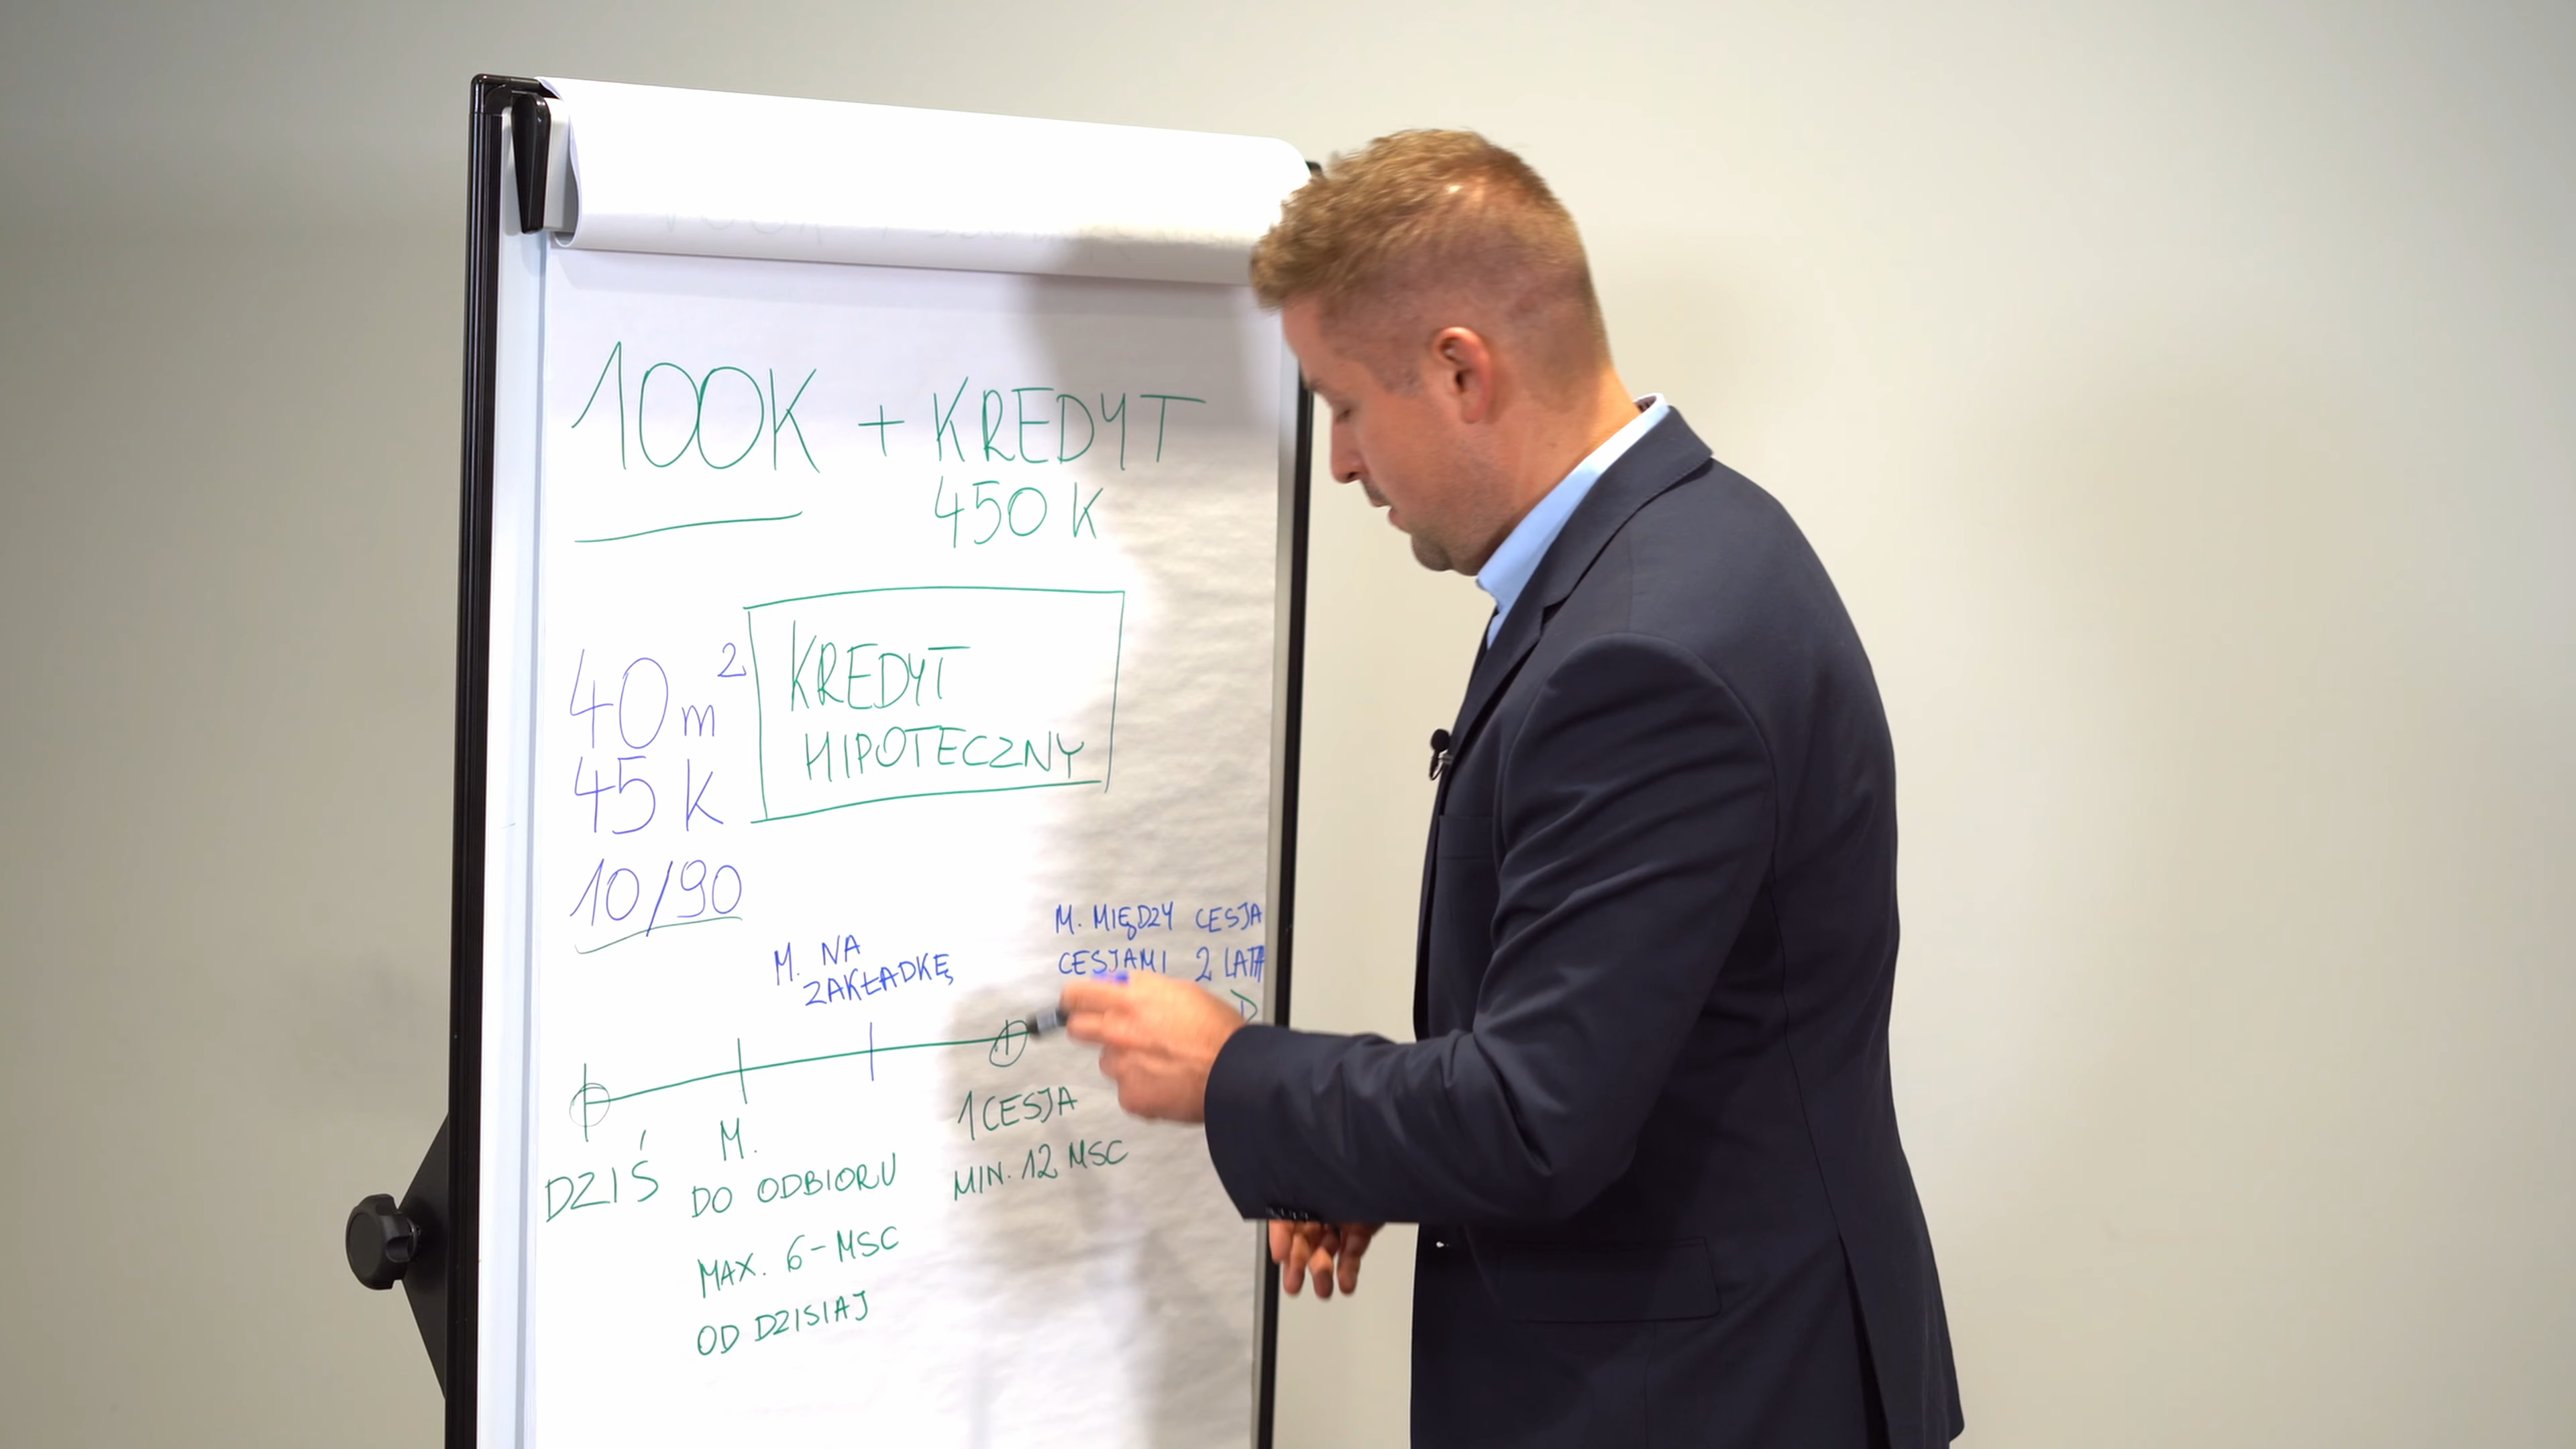 100K + KREDYT
450 K
40 m²
45 K
10/90
KREDYT
HIPOTECZNY
M. NA
ZAKŁADKĘ
M. MIĘDZY
CESJAMI
CESJA
2 LATA
DZIŚ
M.
DO ODBIORU
MAX. 6-MSC
OD DZISIAJ
1 CESJA
MIN. 12 MSC